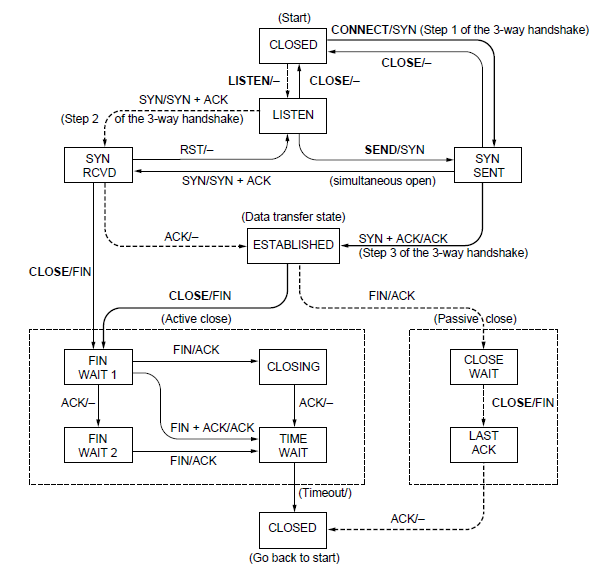 (Start)
CONNECT/SYN (Step 1 of the 3-way handshake)
CLOSED
CLOSE/–
LISTEN/–
CLOSE/–
SYN/SYN + ACK
(Step 2 of the 3-way handshake)
LISTEN
RST/–
SEND/SYN
SYN
RCVD
SYN
SENT
SYN/SYN + ACK
(simultaneous open)
(Data transfer state)
ACK/–
ESTABLISHED
SYN + ACK/ACK
(Step 3 of the 3-way handshake)
CLOSE/FIN
CLOSE/FIN
FIN/ACK
(Active close)
(Passive close)
FIN
WAIT 1
FIN/ACK
CLOSING
CLOSE
WAIT
ACK/–
ACK/–
CLOSE/FIN
FIN + ACK/ACK
FIN
WAIT 2
FIN/ACK
TIME
WAIT
LAST
ACK
(Timeout/)
CLOSED
ACK/–
(Go back to start)